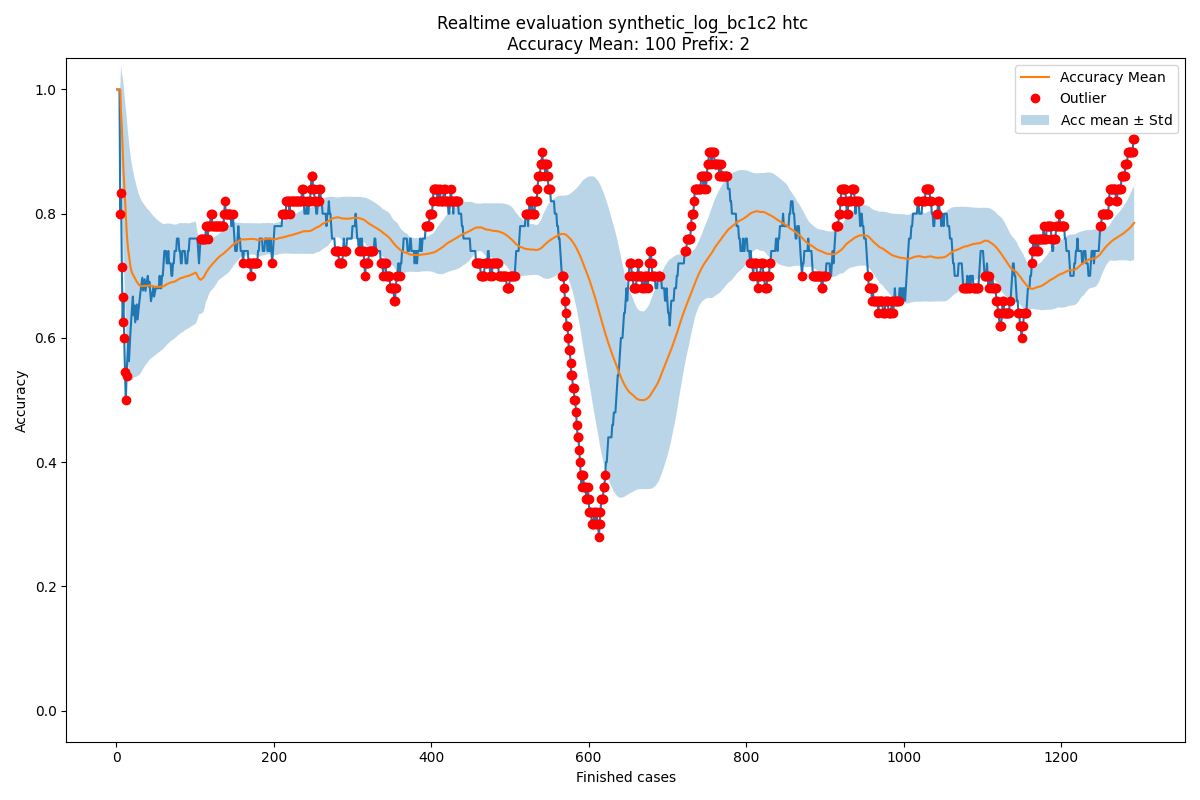 Realtime evaluation synthetic_log_bc1c2 htc
Accuracy Mean: 100 Prefix: 2
Accuracy Mean
Outlier
Acc mean ± Std
1.0
0.8
0.6
0.4
0.2
0.0
Accuracy
0
200
400
600
800
1000
1200
Finished cases